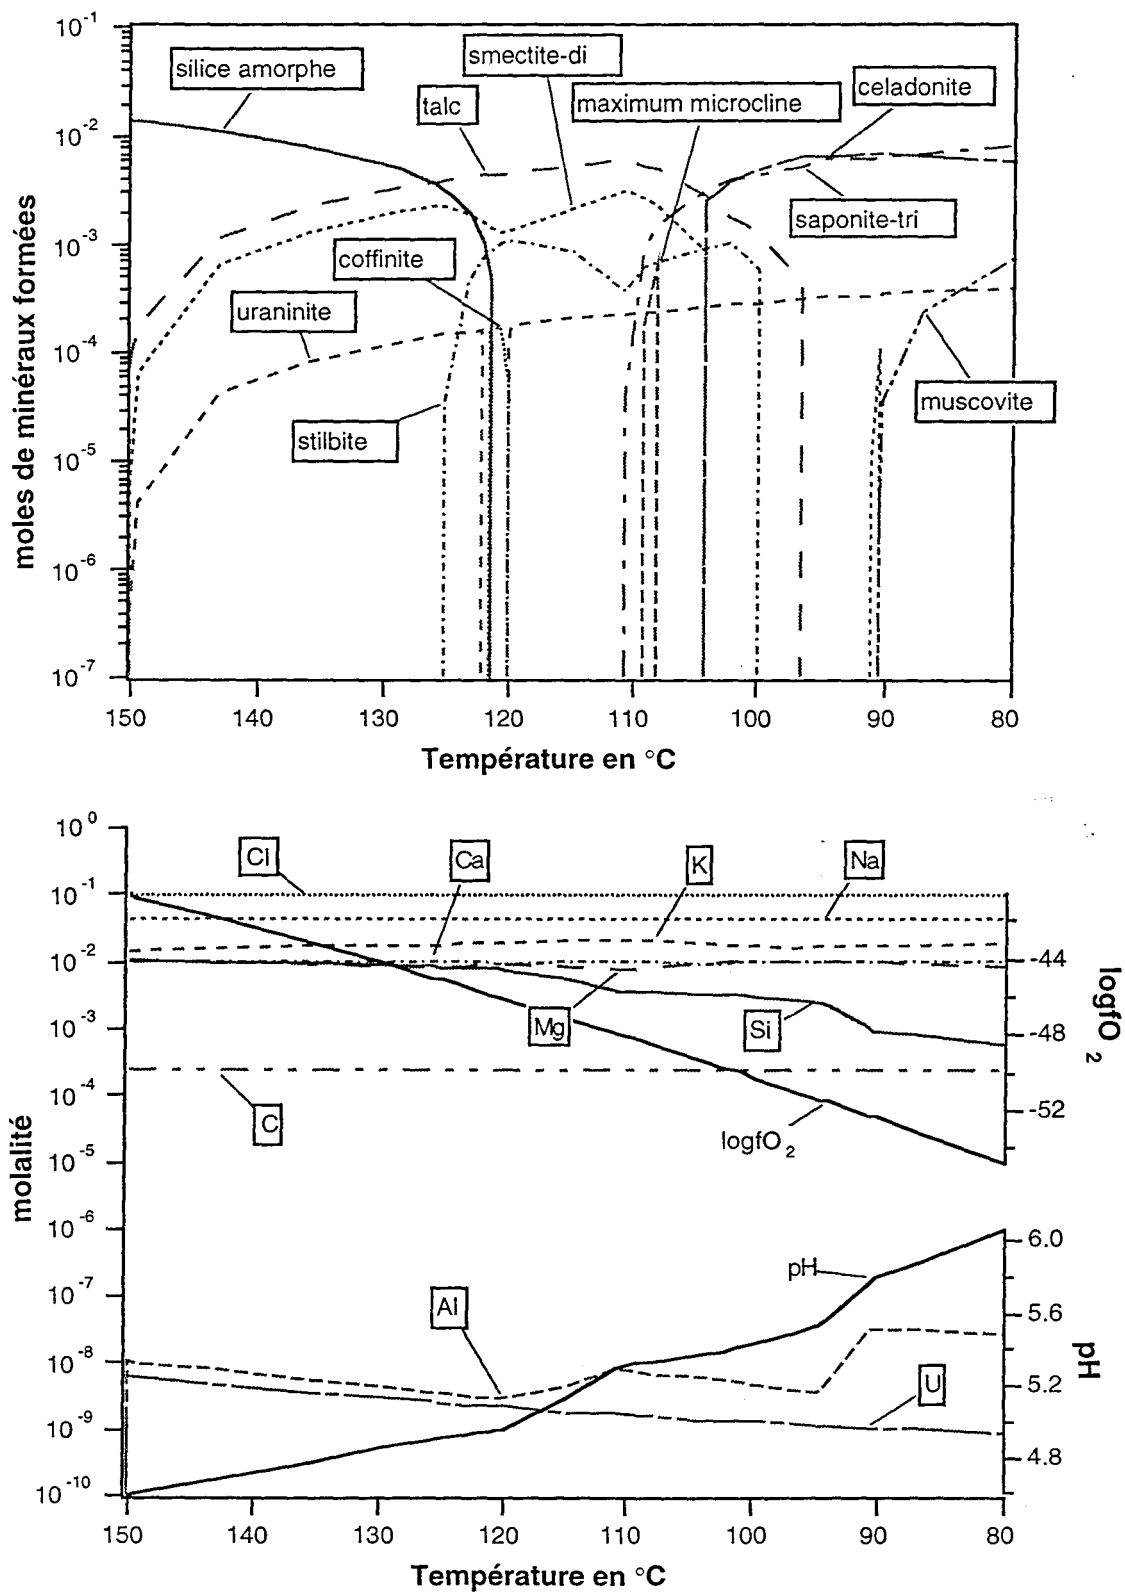 10-1
10-2
10-3
10-4
10-5
10-6
10-7
moles de minéraux formées
silice amorphe
smectite-di
talc
maximum microcline
celadonite
saponite-tri
coffinite
uraninite
stilbite
muscovite
150 140 130 120 110 100 90 80
Température en °C
10 0
10 -1
10 -2
10 -3
10 -4
10 -5
10 -6
10 -7
10 -8
10 -9
10 -10
molalité
Cl
Ca
K
Na
Mg
Si
C
logfO2
-44
-48
-52
logfO2
pH
Al
U
6.0
5.6
5.2
4.8
pH
150 140 130 120 110 100 90 80
Température en °C